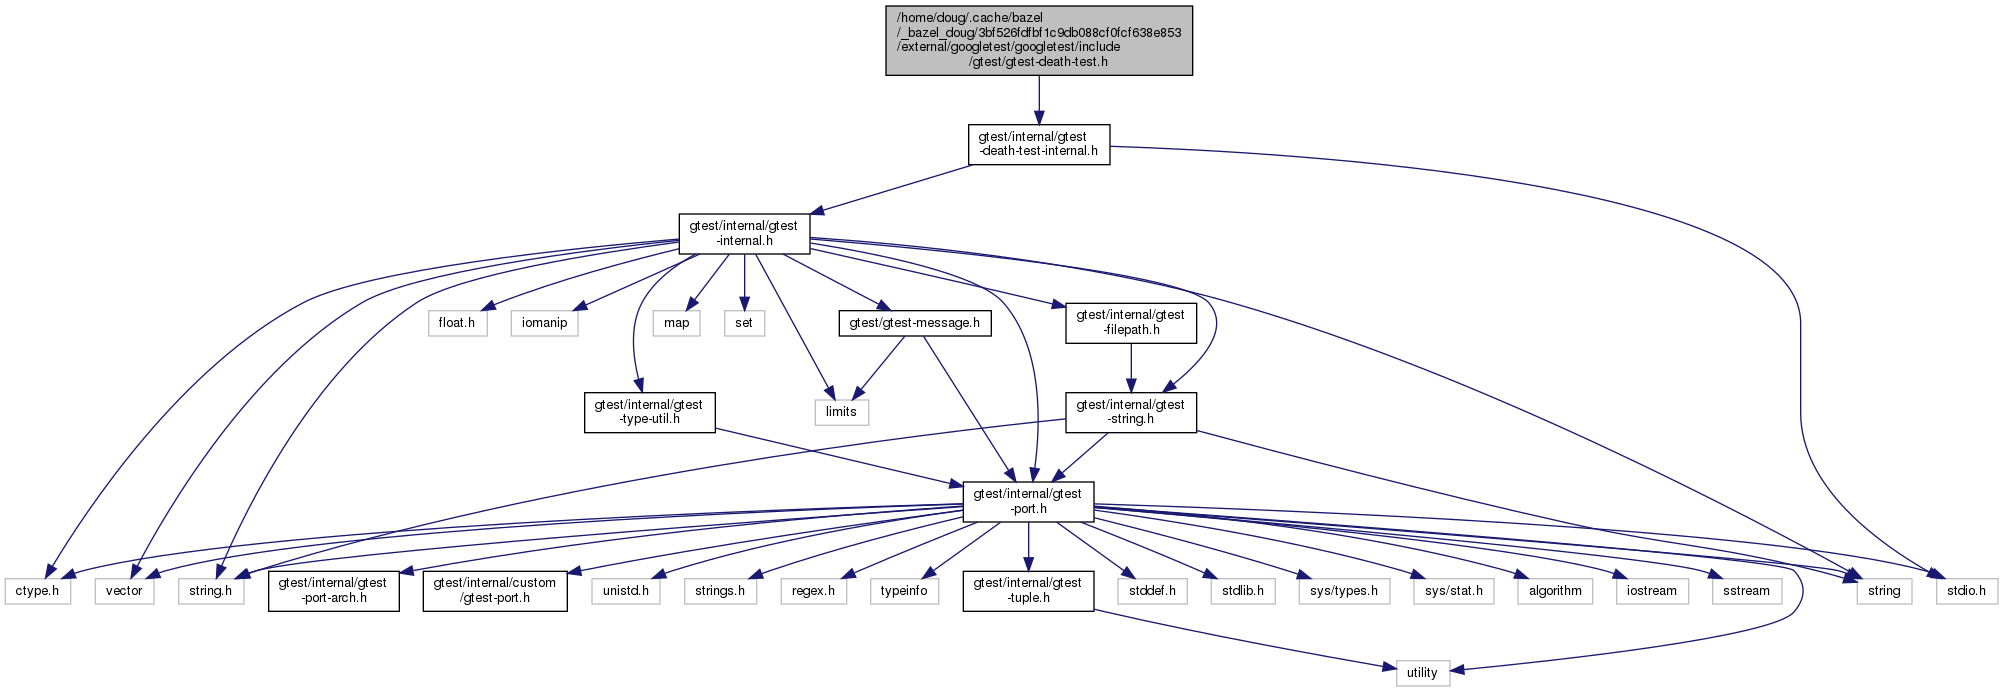 /home/doug/.cache/bazel
/_bazel_doug/3bf526fdfbf1c9db088cf0fcf638e853
/external/googletest/googletest/include
/gtest/gtest-death-test.h
gtest/internal/gtest
-death-test-internal.h
gtest/internal/gtest
-internal.h
float.h
iomanip
map
set
gtest/gtest-message.h
gtest/internal/gtest
-filepath.h
gtest/internal/gtest
-type-util.h
limits
gtest/internal/gtest
-string.h
gtest/internal/gtest
-port.h
ctype.h
vector
string.h
gtest/internal/gtest
-port-arch.h
gtest/internal/custom
/gtest-port.h
unistd.h
strings.h
regex.h
typeinfo
gtest/internal/gtest
-tuple.h
stddef.h
stdlib.h
sys/types.h
sys/stat.h
algorithm
iostream
sstream
string
stdio.h
utility